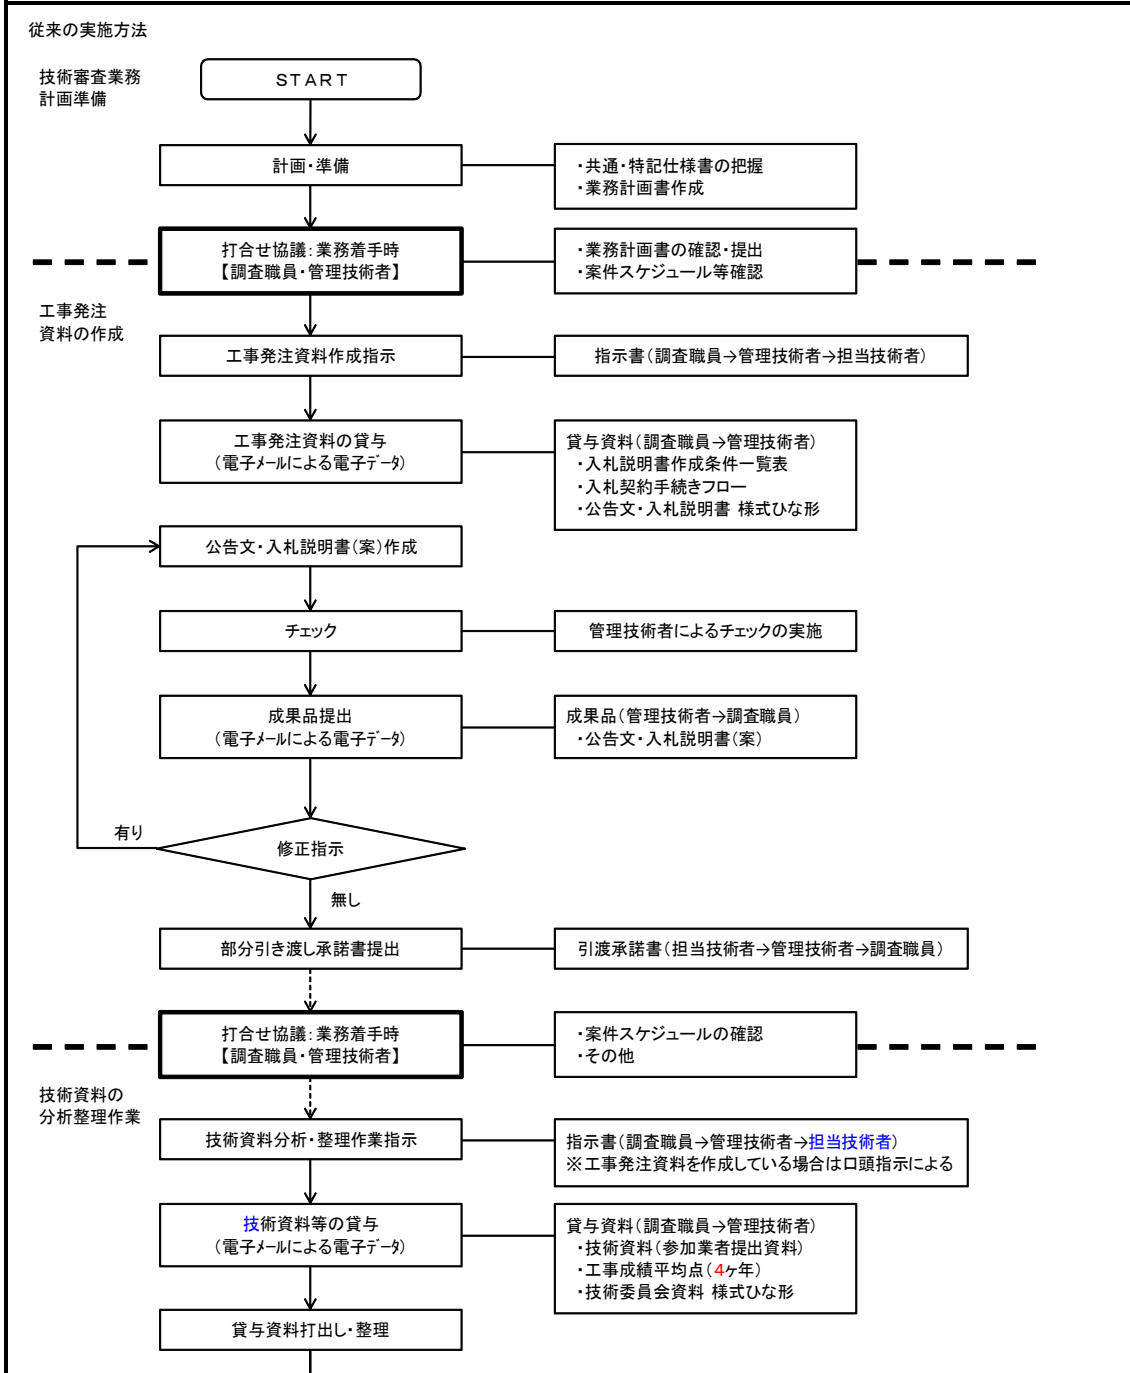 従来の実施方法
技術審査業務
計画準備
START
計画・準備
・共通・特記仕様書の把握
・業務計画書作成
打合せ協議：業務着手時
【調査職員・管理技術者】
・業務計画書の確認・提出
・案件スケジュール等確認
工事発注
資料の作成
工事発注資料作成指示
指示書（調査職員→管理技術者→担当技術者）
工事発注資料の貸与
（電子メールによる電子データ）
貸与資料（調査職員→管理技術者）
・入札説明書作成条件一覧表
・入札契約手続きフロー
・公告文・入札説明書 様式ひな形
公告文・入札説明書（案）作成
チェック
管理技術者によるチェックの実施
成果品提出
（電子メールによる電子データ）
成果品（管理技術者→調査職員）
・公告文・入札説明書（案）
有り
修正指示
無し
部分引き渡し承諾書提出
引渡承諾書（担当技術者→管理技術者→調査職員）
打合せ協議：業務着手時
【調査職員・管理技術者】
・案件スケジュールの確認
・その他
技術資料の
分析整理作業
技術資料分析・整理作業指示
指示書（調査職員→管理技術者→担当技術者）
※工事発注資料を作成している場合は口頭指示による
技術資料等の貸与
（電子メールによる電子データ）
貸与資料（調査職員→管理技術者）
・技術資料（参加業者提出資料）
・工事成績平均点（4ヶ年）
・技術委員会資料 様式ひな形
貸与資料打出し・整理